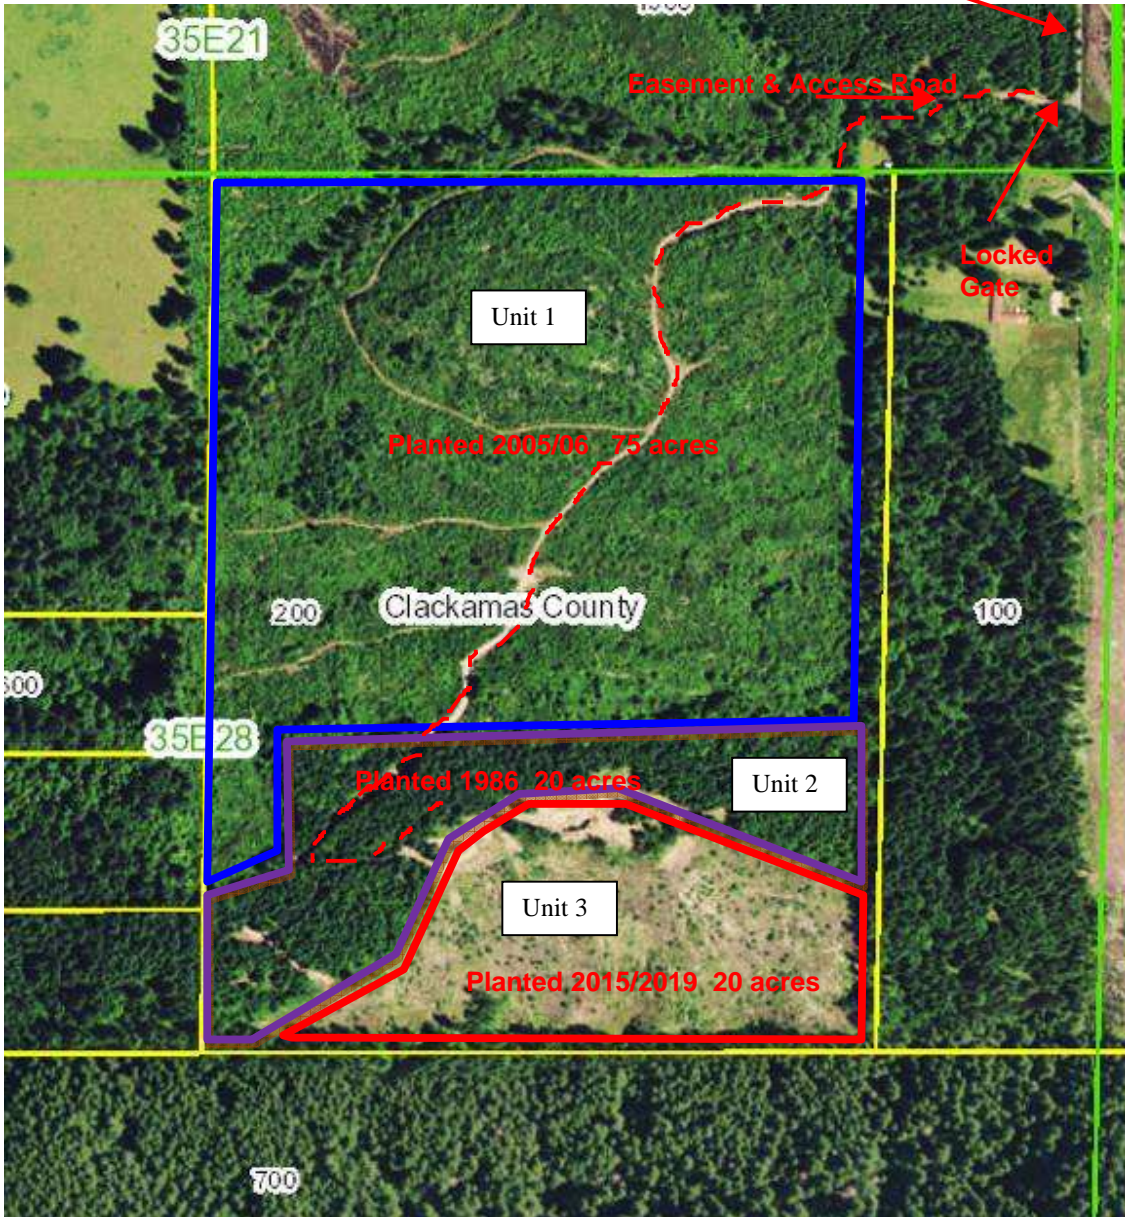 35E21
Easement & Access Road
Locked
Gate
Unit 1
Planted 2005/06 75 acres
200
Clackamas County
100
35E28
Planted 1986 20 acres
Unit 2
Unit 3
Planted 2015/2019 20 acres
700